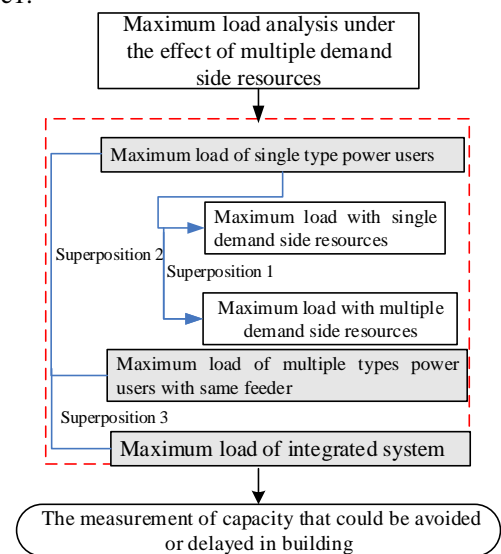 Maximum load analysis under
the effect of multiple demand
side resources
Maximum load of single type power users
Maximum load with single
demand side resources
Superposition 2
Superposition 1
Maximum load with multiple
demand side resources
Maximum load of multiple types power
users with same feeder
Superposition 3
Maximum load of integrated system
The measurement of capacity that could be avoided
or delayed in building